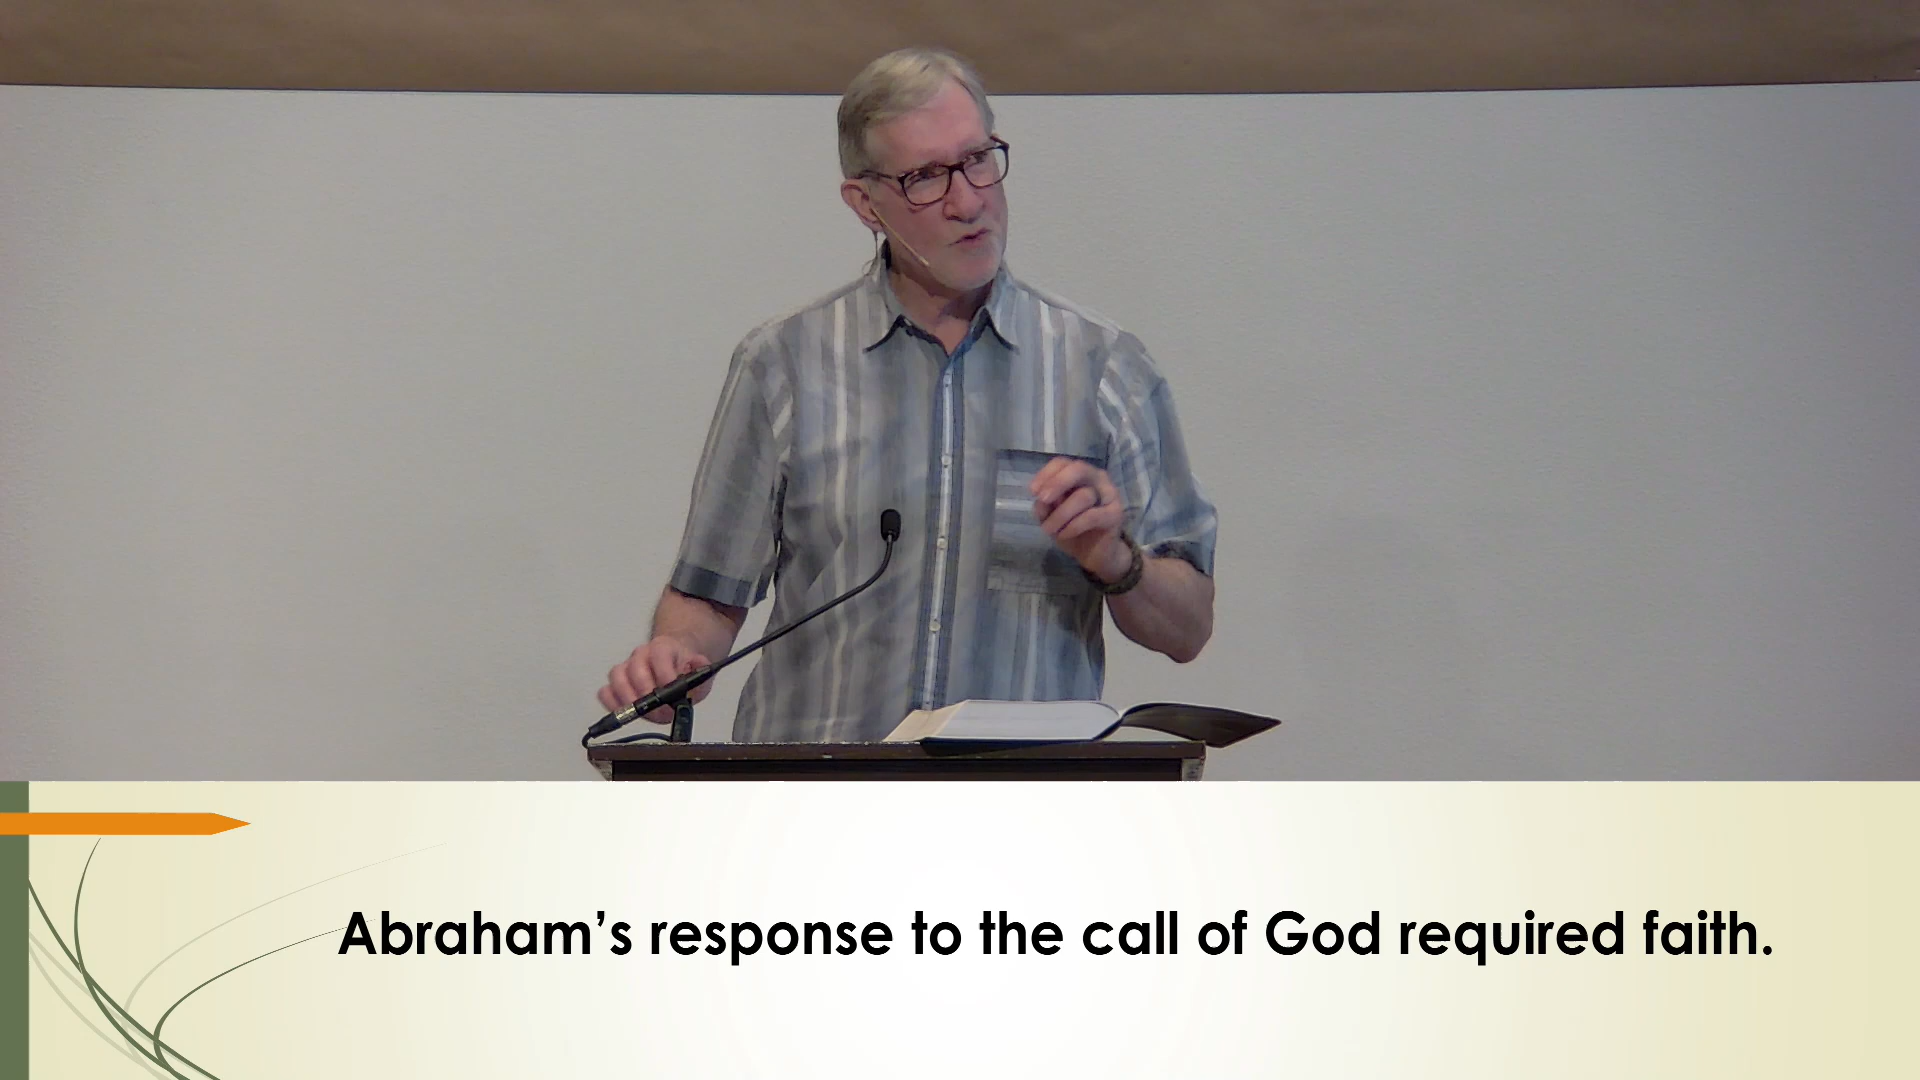 Abraham’s response to the call of God required faith.